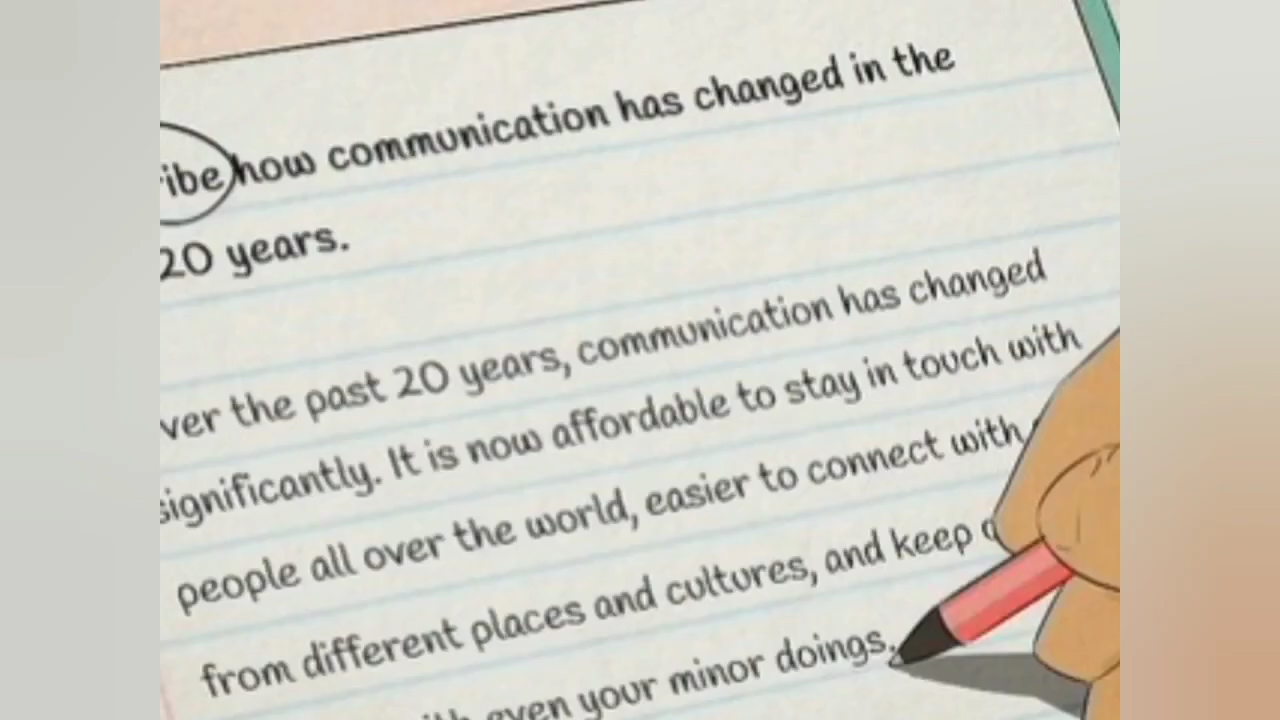 ibe how communication has changed in the
20 years.
ver the past 20 years, communication has changed
significantly. It is now affordable to stay in touch with
people all over the world, easier to connect with
from different places and cultures, and keep
even your minor doings.